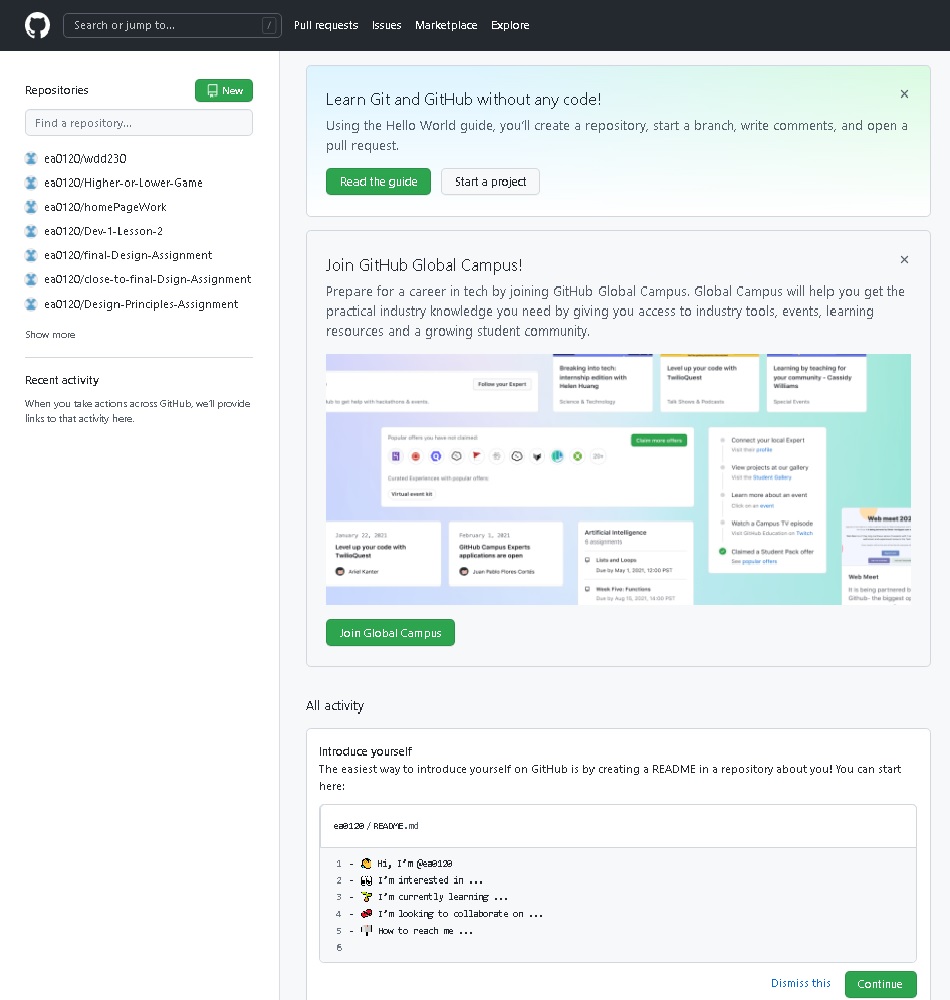 Search or jump to...
/
Pull requests
Issues
Marketplace
Explore
Repositories
New
Find a repository...
ea0120/wdd230
ea0120/Higher-or-Lower-Game
ea0120/homePageWork
ea0120/Dev-1-Lesson-2
ea0120/final-Design-Assignment
ea0120/close-to-final-Dsign-Assignment
ea0120/Design-Principles-Assignment
Show more
Recent activity
When you take actions across GitHub, we'll provide
links to that activity here.
Learn Git and GitHub without any code!
Using the Hello World guide, you'll create a repository, start a branch, write comments, and open a
pull request.
Read the guide
Start a project
Join GitHub Global Campus!
Prepare for a career in tech by joining GitHub Global Campus. Global Campus will help you get the
practical industry knowledge you need by giving you access to industry tools, events, learning
resources and a growing student community.
Follow your Expert
ub to get help with hackathons & events.
Breaking into tech:
internship edition with
Helen Huang
Science & Technology
Level up your code with
TwilioQuest
Talk Shows & Podcasts
Learning by teaching for
your community - Cassidy
Williams
Special Events
Popular offers you have not claimed:
Claim more offers
20+
Curated Experiences with popular offers:
Virtual event kit
Connect your local Expert
Visit their profile
View projects at our gallery
Visit the Student Gallery
Learn more about an event
Click on an event
Watch a Campus TV episode
Visit GitHub Education on Twitch
Claimed a Student Pack offer
See popular offers
January 22, 2021
Level up your code with
TwilioQuest
Ariel Kantor
February 1, 2021
GitHub Campus Experts
applications are open
Juan Pablo Flores Cortés
Artificial Intelligence
6 assignments
Lists and Loops
Due by May 1, 2021, 12:00 PST
Week Five: Functions
Due by Aug 10, 2021, 14:00 PST
Web meet 202
Web Meet
It is being partnered b
Github- the biggest op
Join Global Campus
All activity
Introduce yourself
The easiest way to introduce yourself on GitHub is by creating a README in a repository about you! You can start
here:
ea0120 / README.md
1 - 👋 Hi, I'm @ea0120
2 - 👀 I'm interested in ...
3 - 🌱 I'm currently learning ...
4 - 💞️ I'm looking to collaborate on ...
5 - 📫 How to reach me ...
6
Dismiss this
Continue